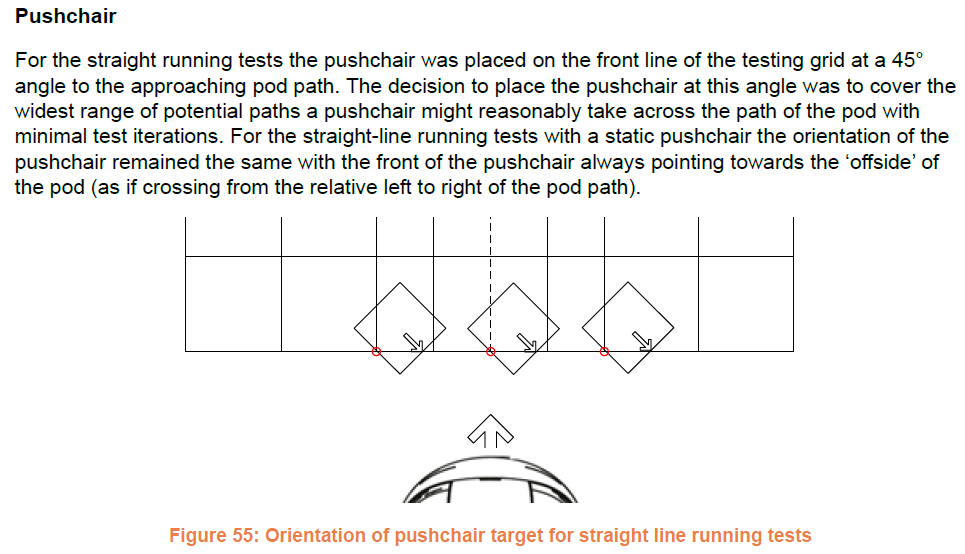 Pushchair
For the straight running tests the pushchair was placed on the front line of the testing grid at a 45°
angle to the approaching pod path. The decision to place the pushchair at this angle was to cover the
widest range of potential paths a pushchair might reasonably take across the path of the pod with
minimal test iterations. For the straight-line running tests with a static pushchair the orientation of the
pushchair remained the same with the front of the pushchair always pointing towards the ‘offside’ of
the pod (as if crossing from the relative left to right of the pod path).
Figure 55: Orientation of pushchair target for straight line running tests